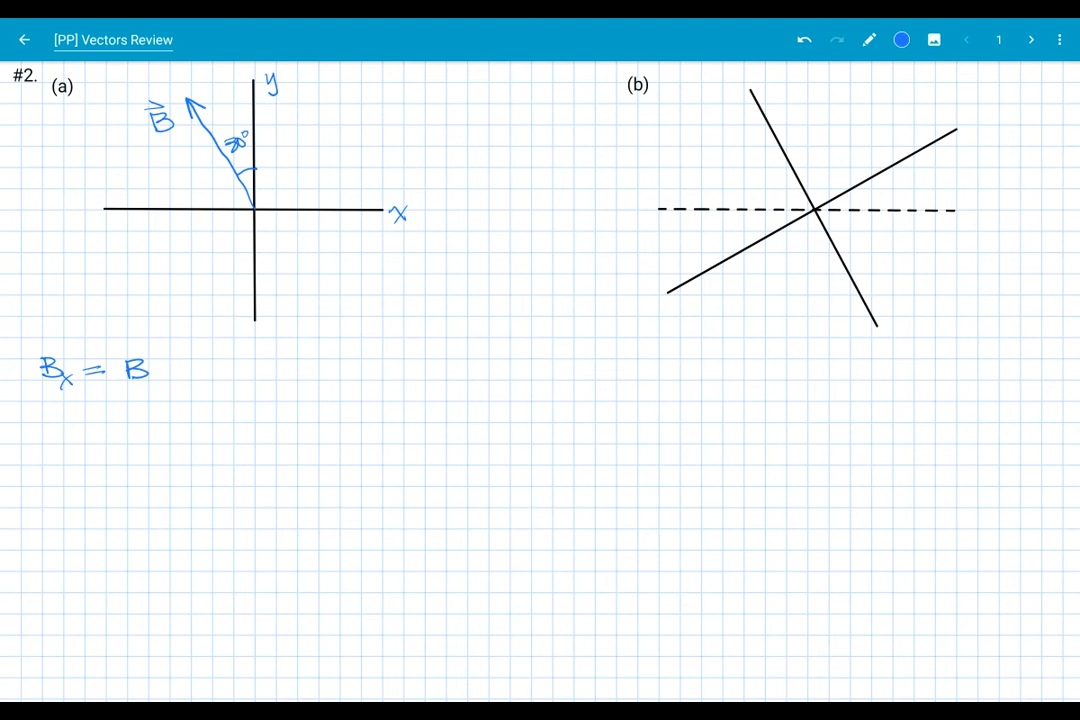 [PP] Vectors Review
1
#2.
(a)
y
B⃗
30°
x
Bx = B
(b)